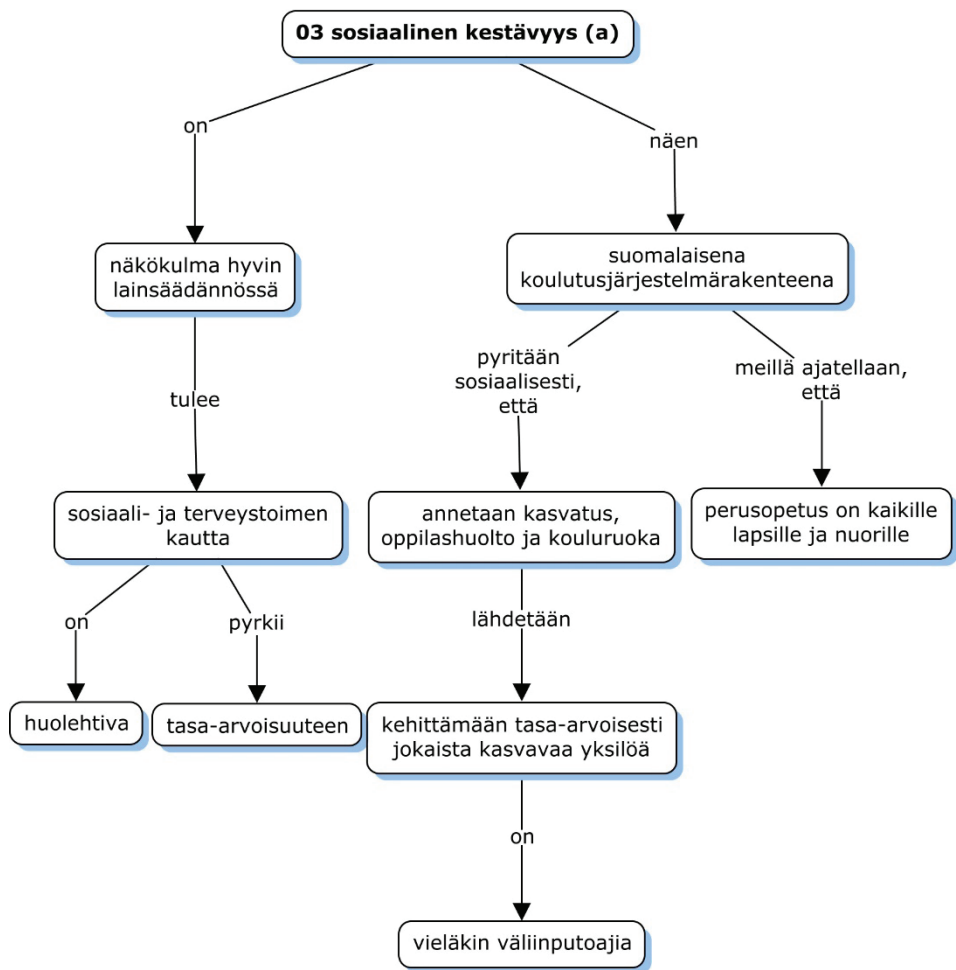 03 sosiaalinen kestävyys (a)
on
näen
näkökulma hyvin
lainsäädännössä
suomalaisena
koulutusjärjestelmärakenteena
tulee
pyritään
sosiaalisesti,
että
meillä ajatellaan,
että
sosiaali- ja terveystoimen
kautta
annetaan kasvatus,
oppilashuolto ja kouluruoka
perusopetus on kaikille
lapsille ja nuorille
on
pyrkii
lähdetään
huolehtiva
tasa-arvoisuuteen
kehittämään tasa-arvoisesti
jokaista kasvavaa yksilöä
on
vieläkin väliinputoajia